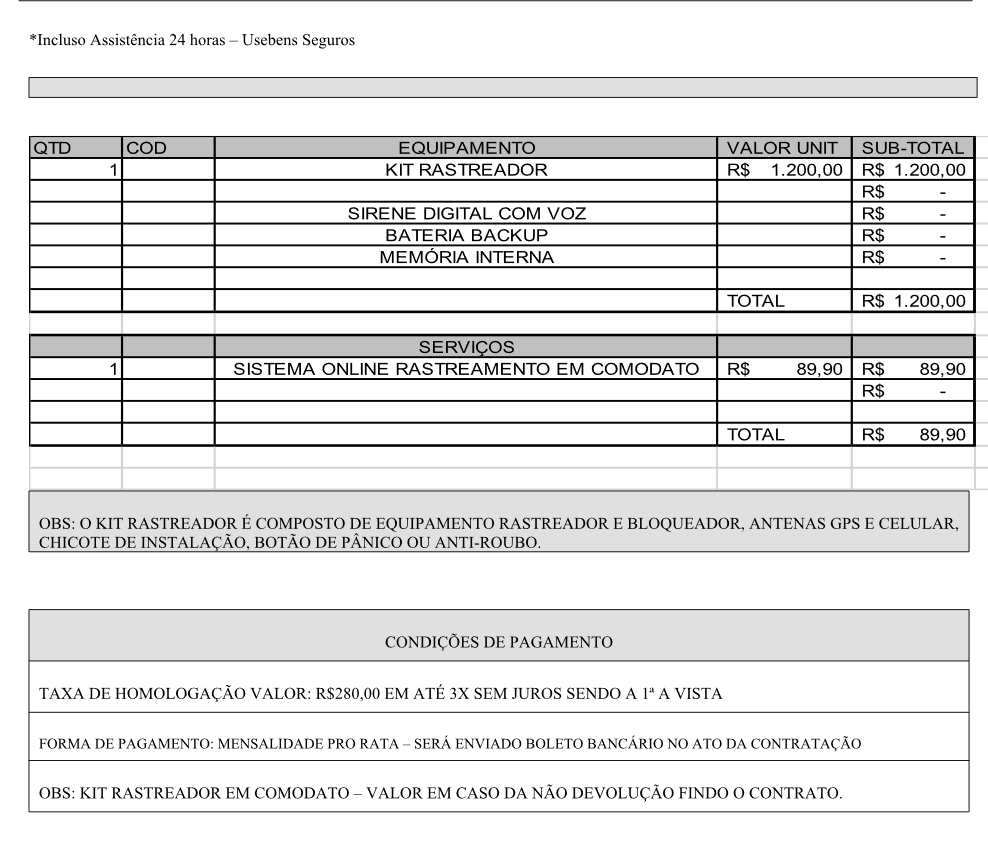 *Incluso Assistência 24 horas – Usebens Seguros
QTD COD EQUIPAMENTO VALOR UNIT SUB-TOTAL
1 KIT RASTREADOR R$ 1.200,00 R$ 1.200,00
R$ -
SIRENE DIGITAL COM VOZ R$ -
BATERIA BACKUP R$ -
MEMÓRIA INTERNA R$ -
TOTAL R$ 1.200,00
SERVIÇOS
1 SISTEMA ONLINE RASTREAMENTO EM COMODATO R$ 89,90 R$ 89,90
R$ -
TOTAL R$ 89,90
OBS: O KIT RASTREADOR É COMPOSTO DE EQUIPAMENTO RASTREADOR E BLOQUEADOR, ANTENAS GPS E CELULAR,
CHICOTE DE INSTALAÇÃO, BOTÃO DE PÂNICO OU ANTI-ROUBO.
CONDIÇÕES DE PAGAMENTO
TAXA DE HOMOLOGAÇÃO VALOR: R$280,00 EM ATÉ 3X SEM JUROS SENDO A 1ª A VISTA
FORMA DE PAGAMENTO: MENSALIDADE PRO RATA – SERÁ ENVIADO BOLETO BANCÁRIO NO ATO DA CONTRATAÇÃO
OBS: KIT RASTREADOR EM COMODATO – VALOR EM CASO DA NÃO DEVOLUÇÃO FINDO O CONTRATO.